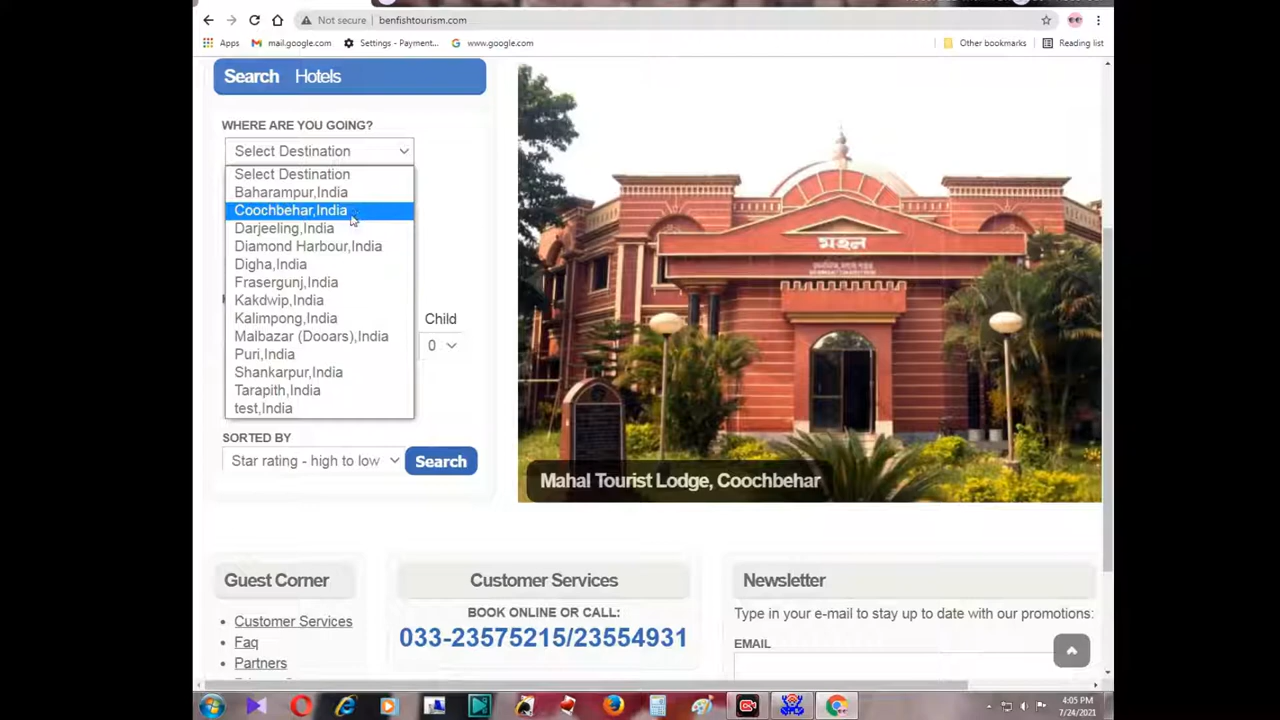 Not secure
benfishtourism.com
Apps
mail.google.com
Settings - Payment...
www.google.com
Other bookmarks
Reading list
Search Hotels
WHERE ARE YOU GOING?
Select Destination
Select Destination
Baharampur,India
Coochbehar,India
Darjeeling,India
Diamond Harbour,India
Digha,India
Frasergunj,India
Kakdwip,India
Kalimpong,India
Malbazar (Dooars),India
Puri,India
Shankarpur,India
Tarapith,India
test,India
Child
0
SORTED BY
Star rating - high to low
Search
মহল
Mahal Tourist Lodge, Coochbehar
Guest Corner
Customer Services
Faq
Partners
Customer Services
BOOK ONLINE OR CALL:
033-23575215/23554931
Newsletter
Type in your e-mail to stay up to date with our promotions:
EMAIL
4:05 PM
7/24/2021